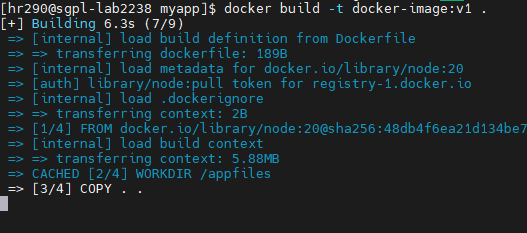 [hr290@sgpl-lab2238 myapp]$ docker build -t docker-image:v1 .
[+] Building 6.3s (7/9)
=> [internal] load build definition from Dockerfile
=> => transferring dockerfile: 189B
=> [internal] load metadata for docker.io/library/node:20
=> [auth] library/node:pull token for registry-1.docker.io
=> [internal] load .dockerignore
=> => transferring context: 2B
=> [1/4] FROM docker.io/library/node:20@sha256:48db4f6ea21d134be7
=> [internal] load build context
=> => transferring context: 5.88MB
=> CACHED [2/4] WORKDIR /appfiles
=> [3/4] COPY . .